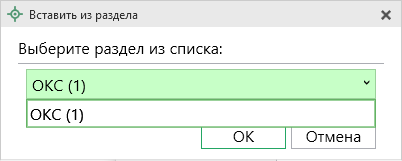 Вставить из раздела
Выберите раздел из списка:
ОКС (1)
ОКС (1)
ОК Отмена